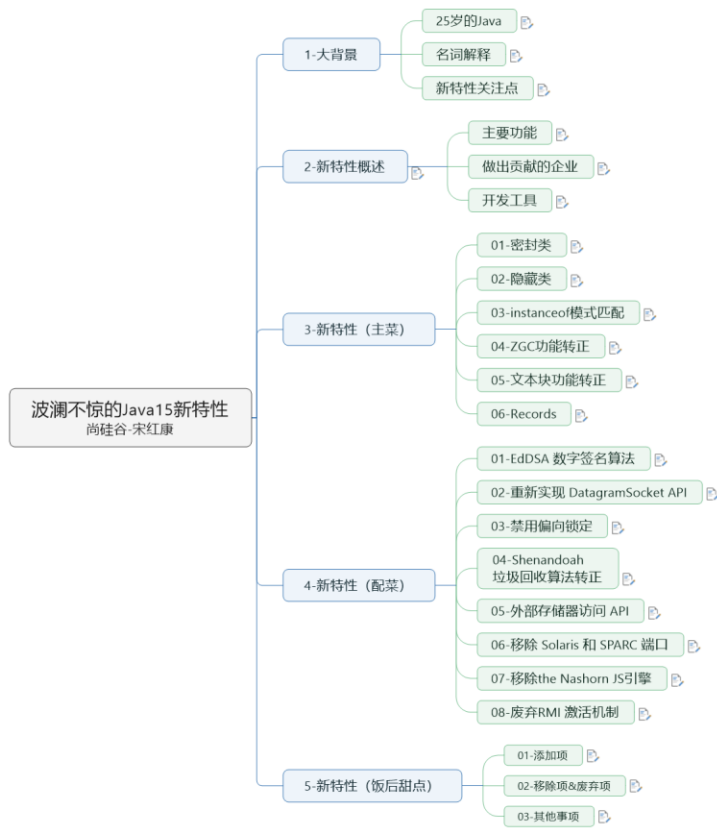 波澜不惊的Java15新特性
尚硅谷-宋红康
1-大背景
25岁的Java
名词解释
新特性关注点
2-新特性概述
主要功能
做出贡献的企业
开发工具
3-新特性（主菜）
01-密封类
02-隐藏类
03-instanceof模式匹配
04-ZGC功能转正
05-文本块功能转正
06-Records
4-新特性（配菜）
01-EdDSA 数字签名算法
02-重新实现 DatagramSocket API
03-禁用偏向锁定
04-Shenandoah
垃圾回收算法转正
05-外部存储器访问 API
06-移除 Solaris 和 SPARC 端口
07-移除the Nashorn JS引擎
08-废弃RMI 激活机制
5-新特性（饭后甜点）
01-添加项
02-移除项&废弃项
03-其他事项